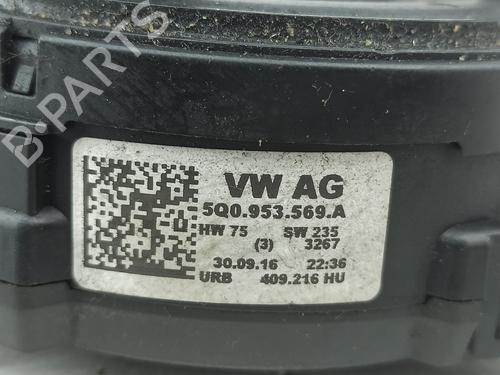 B-PARTS
VW AG
5Q0.953.569.A
HW 75 SW 235
(3) 3267
30.09.16 22:36
URB 409.216 HU